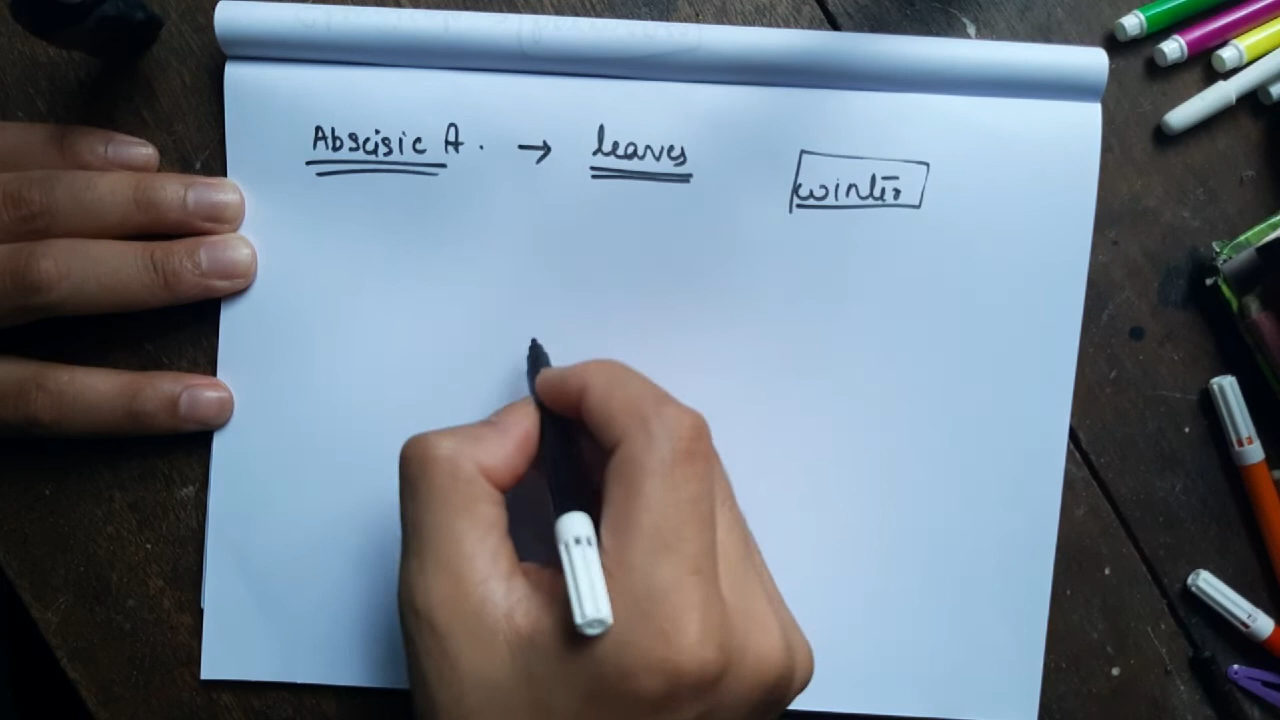 Abscisic A. → leaves
winter